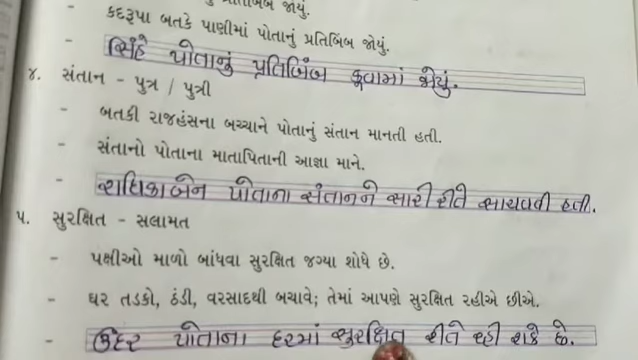 પ્રતિબિંબ જોયું.
- કદરૂપા બતકે પાણીમાં પોતાનું પ્રતિબિંબ જોયું.
- સિંહે પોતાનું પ્રતિબિંબ કૂવામાં જોયું.
૪. સંતાન - પુત્ર / પુત્રી
- બતકી રાજહંસના બચ્ચાને પોતાનું સંતાન માનતી હતી.
- સંતાનો પોતાના માતાપિતાની આજ્ઞા માને.
- રાધિકાબેન પોતાના સંતાનને સારી રીતે સાચવતી હતી.
૫. સુરક્ષિત - સલામત
- પક્ષીઓ માળો બાંધવા સુરક્ષિત જગ્યા શોધે છે.
- ઘર તડકો, ઠંડી, વરસાદથી બચાવે; તેમાં આપણે સુરક્ષિત રહીએ છીએ.
- ઉંદર પોતાના દરમાં સુરક્ષિત રીતે રહી શકે છે.